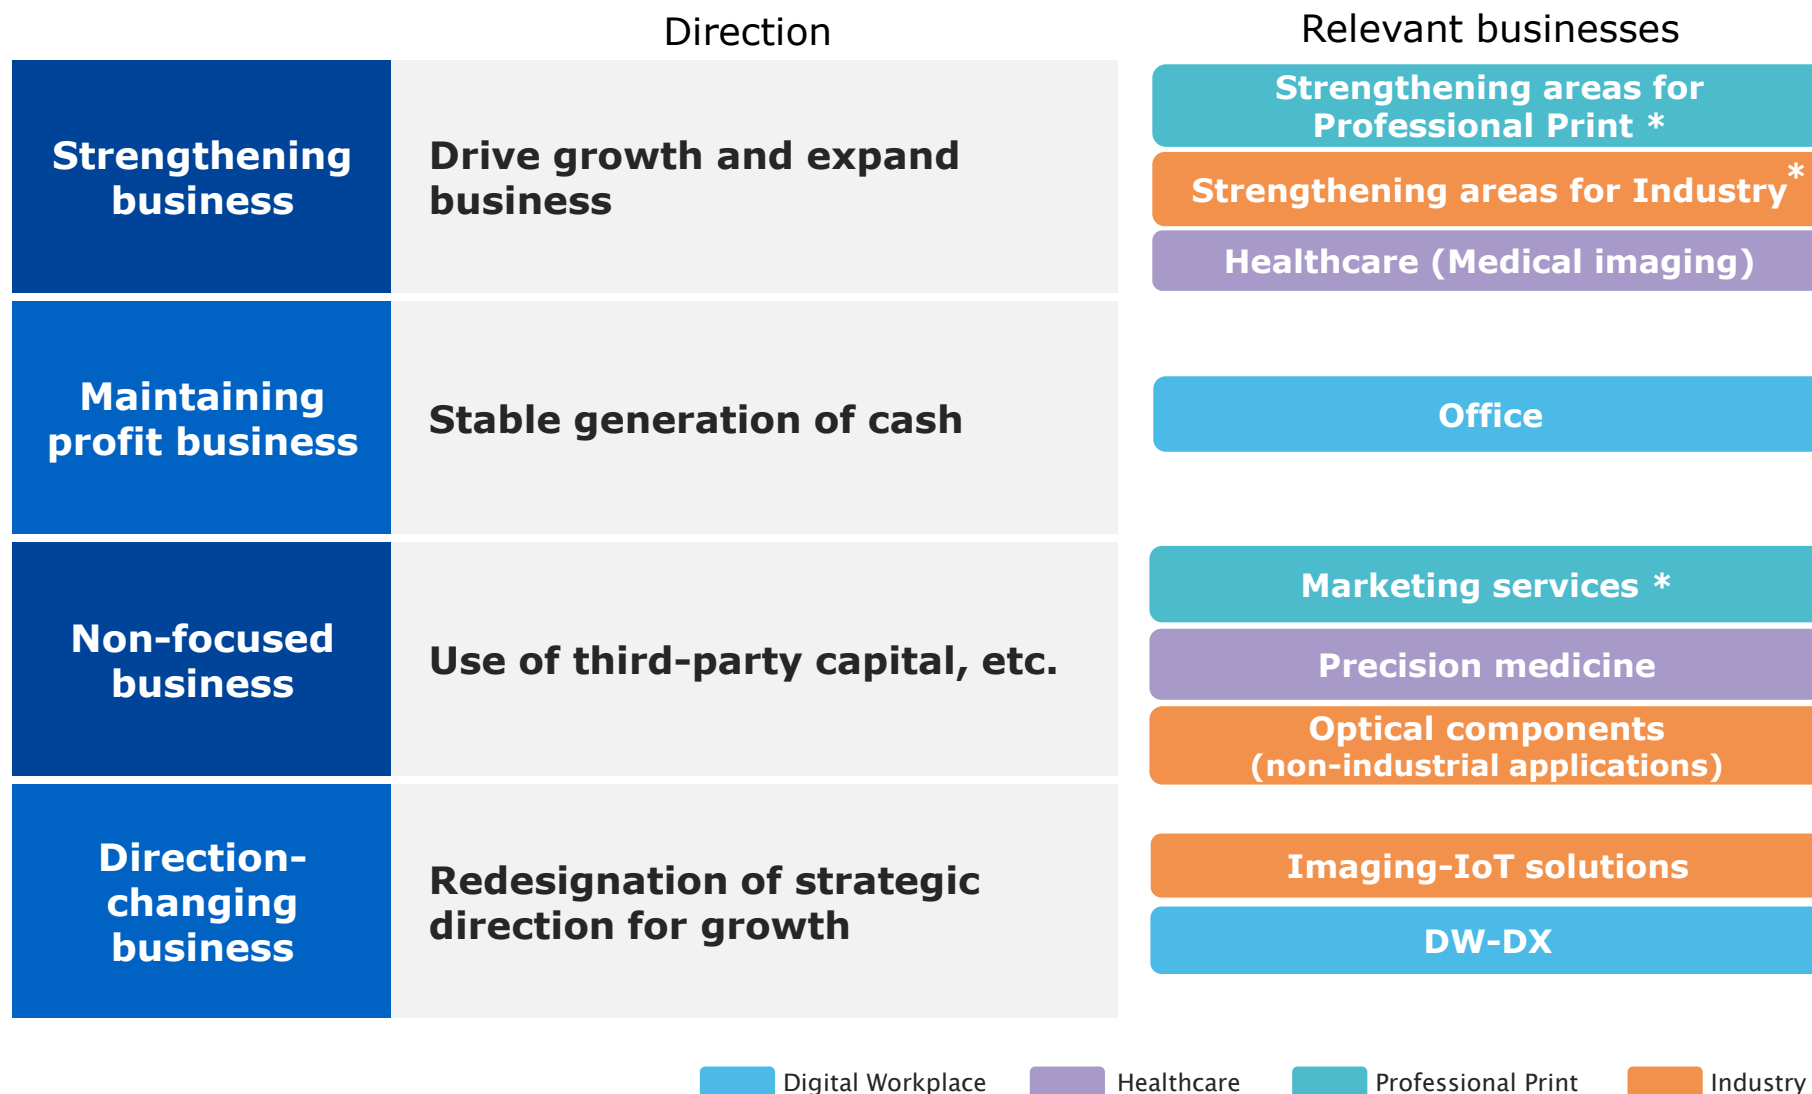 Direction
Relevant businesses
Strengthening
business
Drive growth and expand
business
Strengthening areas for
Professional Print *
Strengthening areas for Industry*
Healthcare (Medical imaging)
Maintaining
profit business
Stable generation of cash
Office
Non-focused
business
Use of third-party capital, etc.
Marketing services *
Precision medicine
Optical components
(non-industrial applications)
Direction-
changing
business
Redesignation of strategic
direction for growth
Imaging-IoT solutions
DW-DX
Digital Workplace
Healthcare
Professional Print
Industry